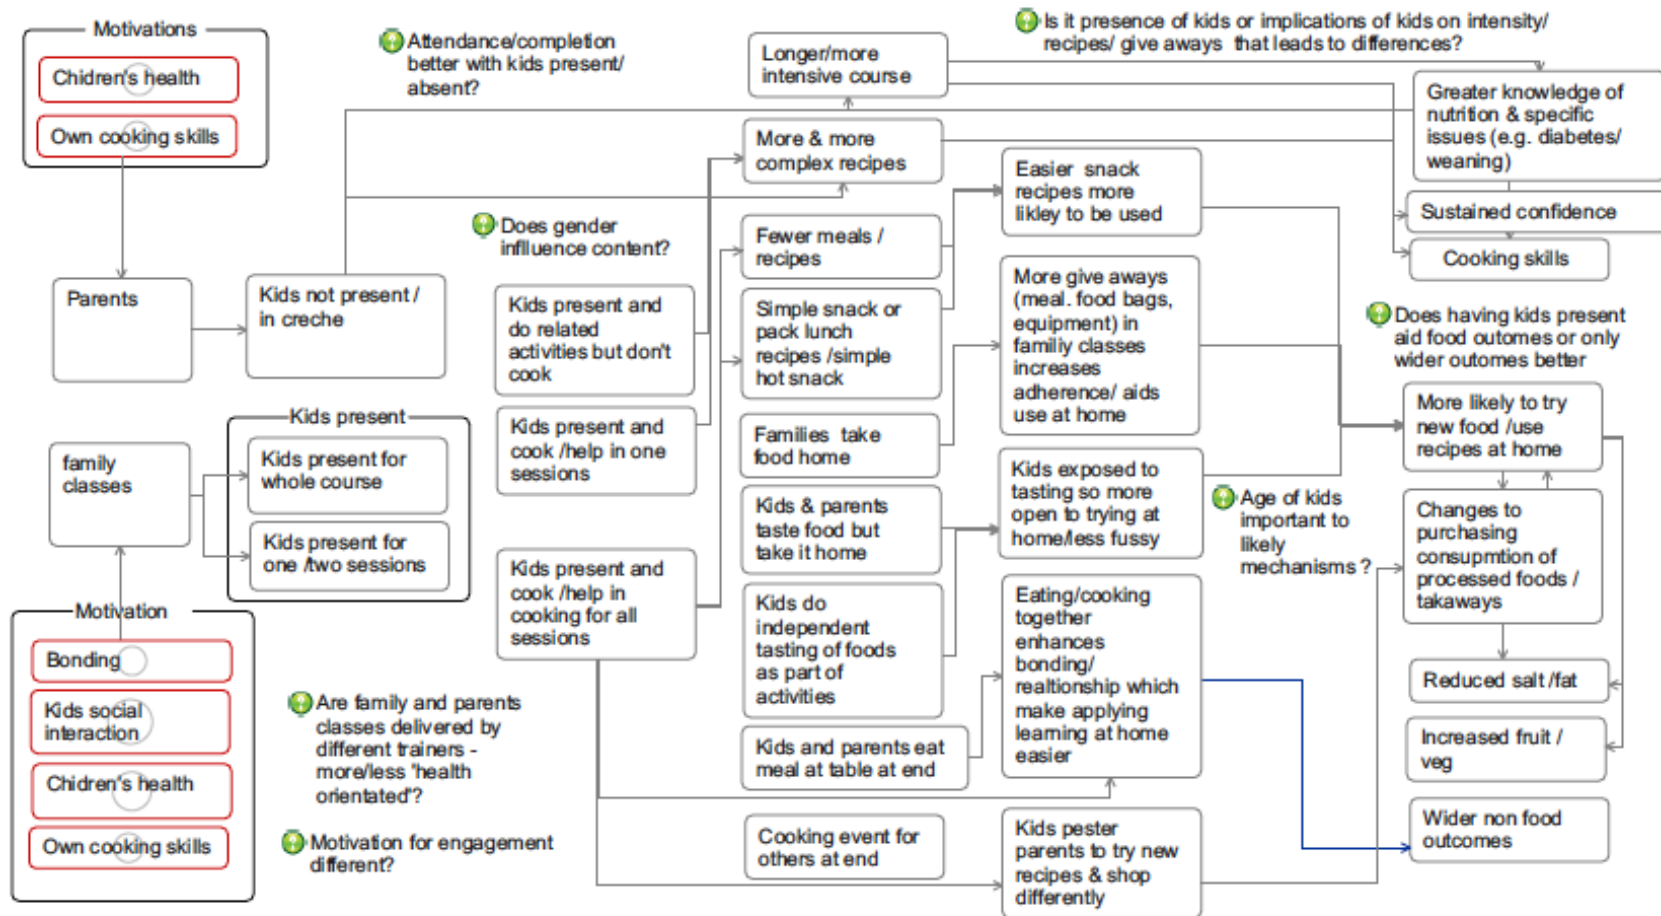 Motivations
Chidren's health
Own cooking skills
Parents
Kids not present /
in creche
family
classes
Kids present
Kids present for
whole course
Kids present for
one /two sessions
Motivation
Bonding
Kids social
interaction
Chidren's health
Own cooking skills
Attendance/completion
better with kids present/
absent?
Does gender
inflluence content?
Kids present and
do related
activities but don't
cook
Kids present and
cook /help in one
sessions
Kids present and
cook /help in
cooking for all
sessions
Are family and parents
classes delivered by
different trainers -
more/less 'health
orientated'?
Motivation for engagement
different?
Longer/more
intensive course
More & more
complex recipes
Fewer meals /
recipes
Simple snack or
pack lunch
recipes /simple
hot snack
Families take
food home
Kids & parents
taste food but
take it home
Kids do
independent
tasting of foods
as part of
activities
Kids and parents eat
meal at table at end
Cooking event for
others at end
Easier snack
recipes more
likley to be used
More give aways
(meal. food bags,
equipment) in
familiy classes
increases
adherence/ aids
use at home
Kids exposed to
tasting so more
open to trying at
home/less fussy
Eating/cooking
together
enhances
bonding/
realtionship which
make applying
learning at home
easier
Kids pester
parents to try new
recipes & shop
differently
Is it presence of kids or implications of kids on intensity/
recipes/ give aways that leads to differences?
Greater knowledge of
nutrition & specific
issues (e.g. diabetes/
weaning)
Sustained confidence
Cooking skills
Does having kids present
aid food outomes or only
wider outomes better
More likely to try
new food /use
recipes at home
Age of kids
important to
likely
mechanisms ?
Changes to
purchasing
consupmtion of
processed foods /
takaways
Reduced salt /fat
Increased fruit /
veg
Wider non food
outcomes